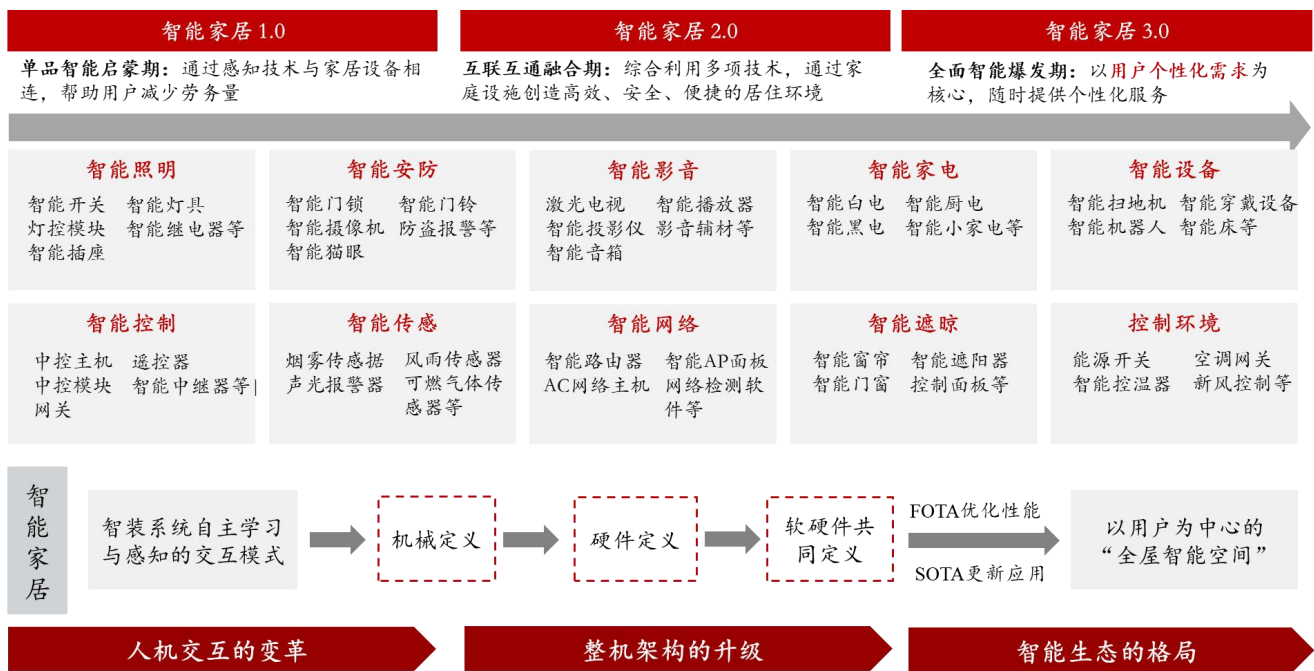 智能家居1.0
智能家居2.0
智能家居3.0
单品智能启蒙期：通过感知技术与家居设备相
连，帮助用户减少劳务量
互联互通融合期：综合利用多项技术，通过家
庭设施创造高效、安全、便捷的居住环境
全面智能爆发期：以用户个性化需求为
核心，随时提供个性化服务
智能照明
智能开关 智能灯具
灯控模块 智能继电器等
智能插座
智能安防
智能门锁 智能门铃
智能摄像机 防盗报警等
智能猫眼
智能影音
激光电视 智能播放器
智能投影仪 影音辅材等
智能音箱
智能家电
智能白电 智能厨电
智能黑电 智能小家电等
智能设备
智能扫地机 智能穿戴设备
智能机器人 智能床等
智能控制
中控主机 遥控器
中控模块 智能中继器等|
网关
智能传感
烟雾传感据 风雨传感器
声光报警器 可燃气体传
感器等
智能网络
智能路由器 智能AP面板
AC网络主机 网络检测软
件等
智能遮晾
智能窗帘 智能遮阳器
智能门窗 控制面板等
控制环境
能源开关 空调网关
智能控温器 新风控制等
智能家居
智装系统自主学习
与感知的交互模式
机械定义
硬件定义
软硬件共
同定义
FOTA优化性能
SOTA更新应用
以用户为中心的
“全屋智能空间”
人机交互的变革
整机架构的升级
智能生态的格局